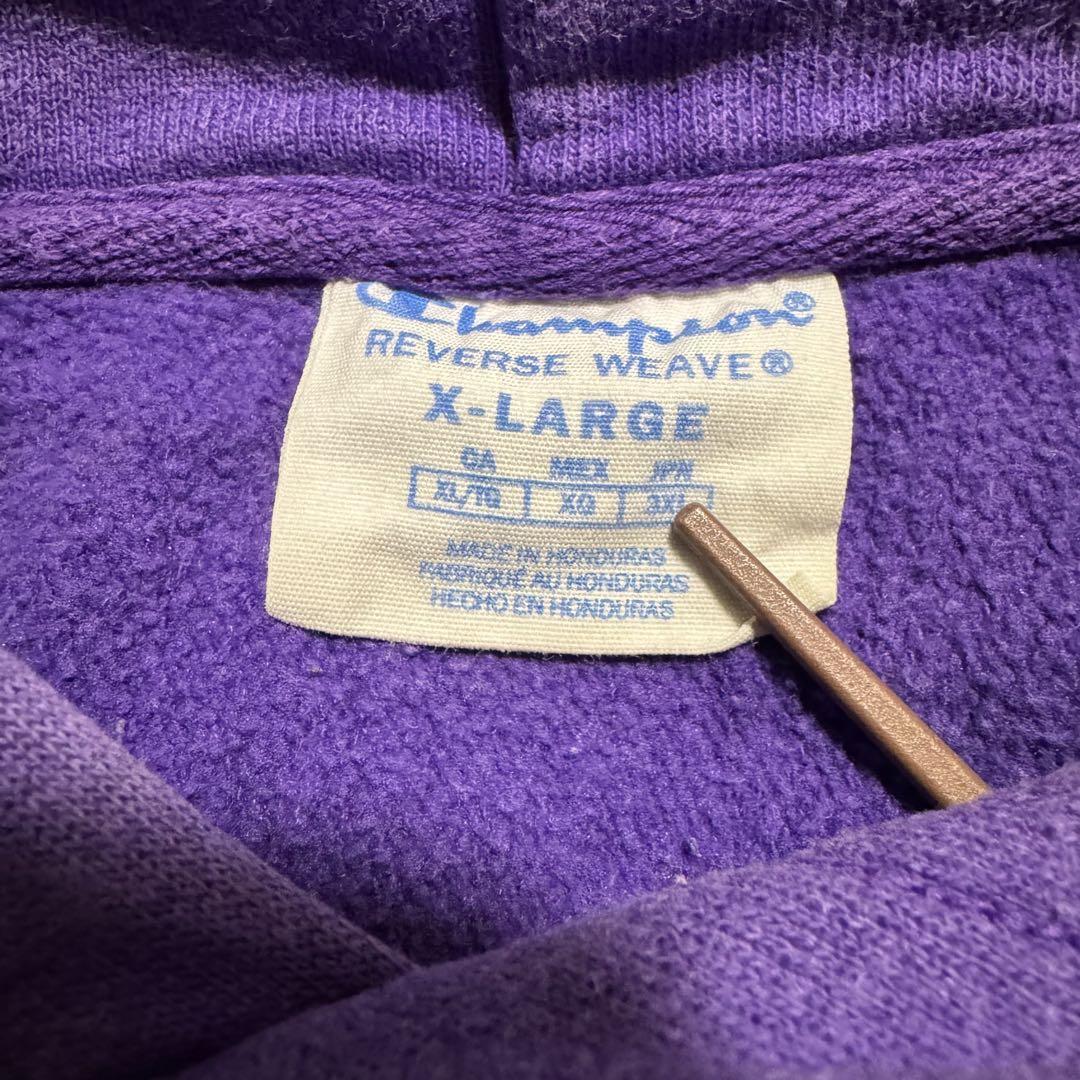 Champion®
REVERSE WEAVE®
X-LARGE
CA MEX JPN
XL/TG XG 3XL
MADE IN HONDURAS
FABRIQUÉ AU HONDURAS
HECHO EN HONDURAS